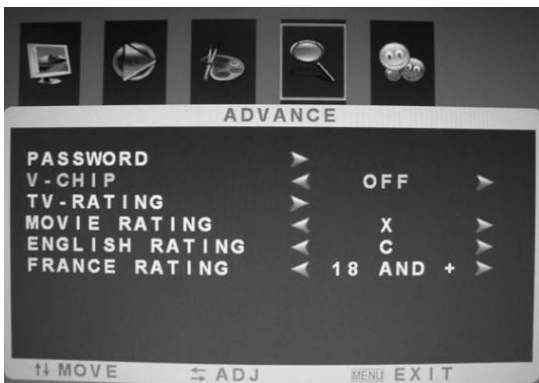 ADVANCE
PASSWORD
V-CHIP OFF
TV-RATING
MOVIE RATING X
ENGLISH RATING C
FRANCE RATING 18 AND +
MOVE ADJ MENU EXIT